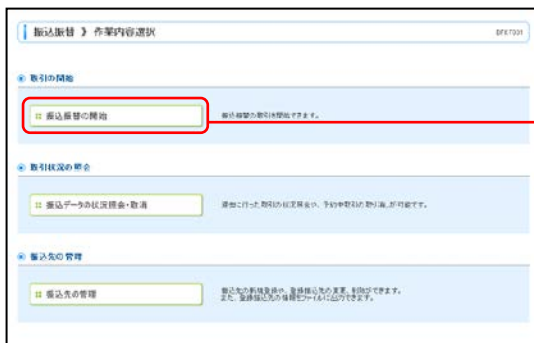 振込振替 》 作業内容選択
BFK7001
取引の開始
振込振替の開始
振込振替の取引を開始できます。
取引状況の照会
振込データの状況照会・取消
過去に行った取引の状況照会や、予約中取引の取り消しが可能です。
振込先の管理
振込先の管理
振込先の新規登録や、登録振込先の変更、削除ができます。
また、登録振込先の情報をファイルに出力できます。